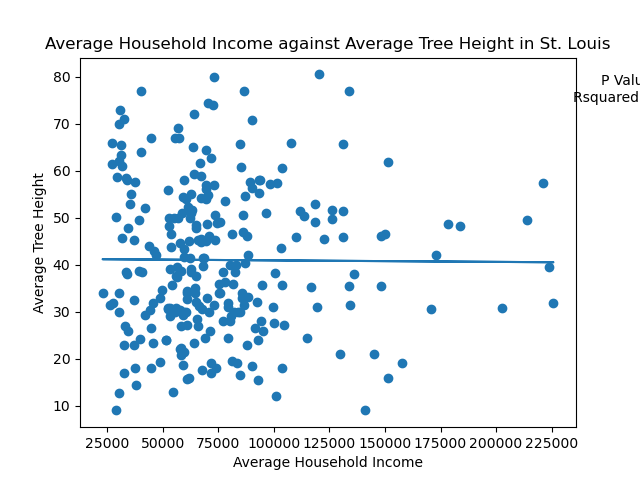 Average Household Income against Average Tree Height in St. Louis
P Valu
Rsquared
80
70
60
50
40
30
20
10
Average Tree Height
25000 50000 75000 100000 125000 150000 175000 200000 225000
Average Household Income